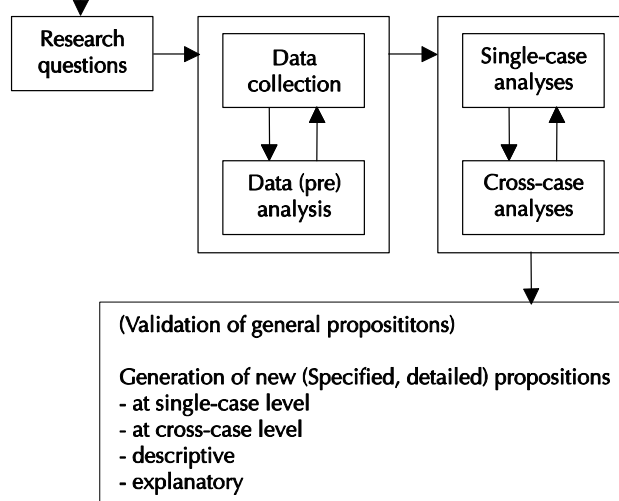 Research
questions
Data
collection
Data (pre)
analysis
Single-case
analyses
Cross-case
analyses
(Validation of general proposititons)
Generation of new (Specified, detailed) propositions
- at single-case level
- at cross-case level
- descriptive
- explanatory